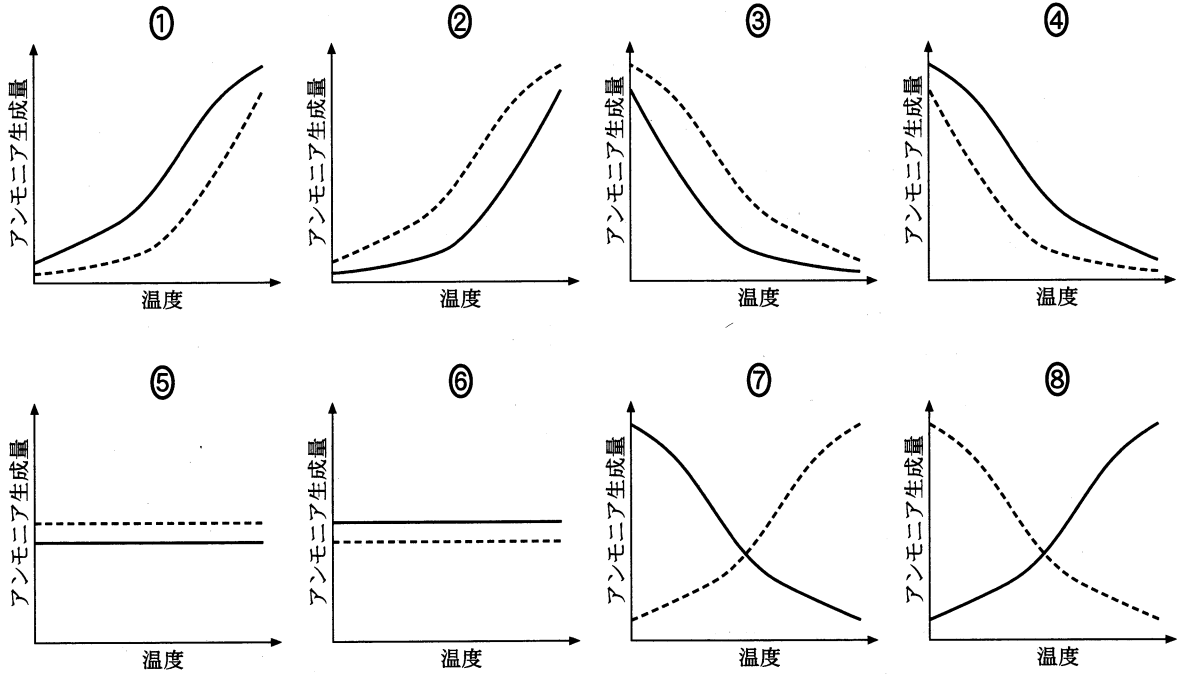 ①
アンモニア生成量
温度
②
アンモニア生成量
温度
③
アンモニア生成量
温度
④
アンモニア生成量
温度
⑤
アンモニア生成量
温度
⑥
アンモニア生成量
温度
⑦
アンモニア生成量
温度
⑧
アンモニア生成量
温度